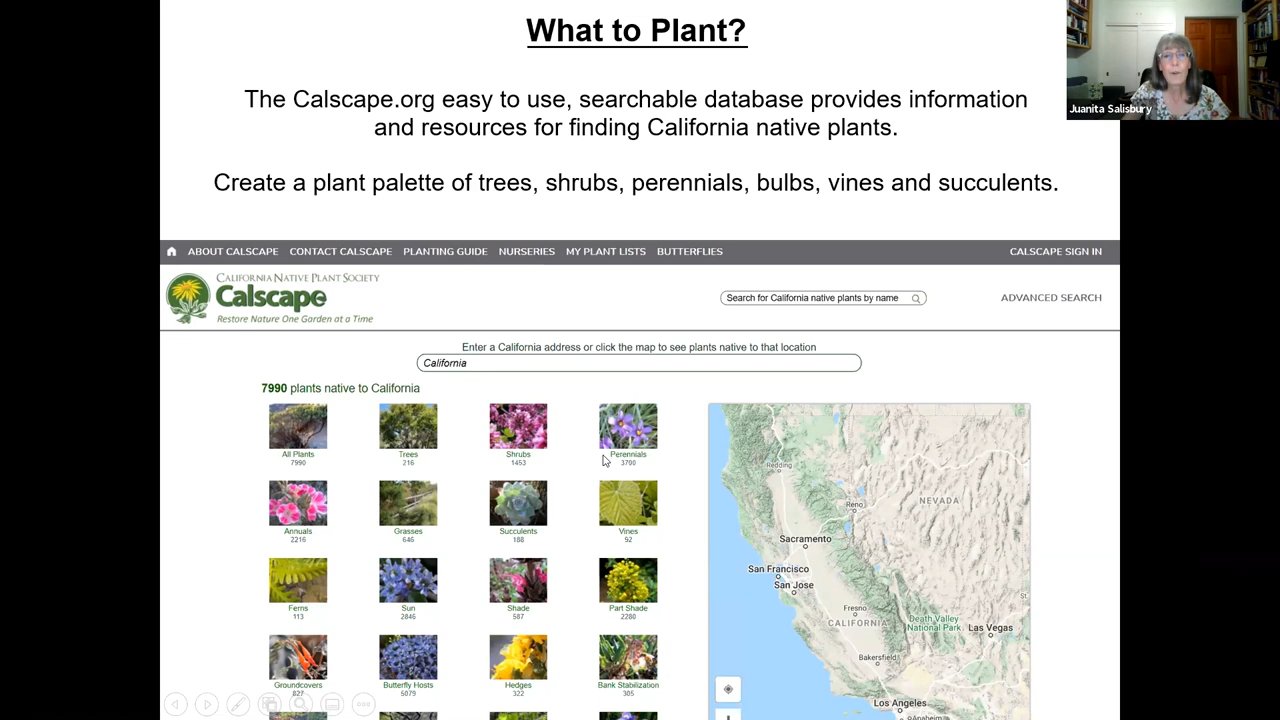 What to Plant?
Juanita Salisbury
The Calscape.org easy to use, searchable database provides information
and resources for finding California native plants.
Create a plant palette of trees, shrubs, perennials, bulbs, vines and succulents.
ABOUT CALSCAPE CONTACT CALSCAPE PLANTING GUIDE NURSERIES MY PLANT LISTS BUTTERFLIES CALSCAPE SIGN IN
CALIFORNIA NATIVE PLANT SOCIETY
Calscape
Restore Nature One Garden at a Time
Search for California native plants by name
ADVANCED SEARCH
Enter a California address or click the map to see plants native to that location
California
7990 plants native to California
All Plants Trees Shrubs Perennials
7990 216 1453 3700
Annuals Grasses Succulents Vines
2216 646 188 92
Ferns Sun Shade Part Shade
113 2846 587 2280
Groundcovers Butterfly Hosts Hedges Bank Stabilization
827 5079 322 305
Redding
NEVADA
Reno
Sacramento
San Francisco
San Jose
St.
Fresno
CALIFORNIA
Death Valley
National Park
Las Vegas
Bakersfield
Los Angeles
Anaheim